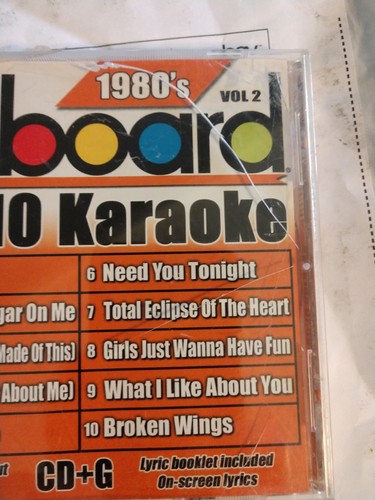 1980's
VOL 2
board
10 Karaoke
6 Need You Tonight
gar On Me
7 Total Eclipse Of The Heart
Made Of This)
8 Girls Just Wanna Have Fun
About Me)
9 What I Like About You
10 Broken Wings
CD+G
Lyric booklet included
On-screen lyrics